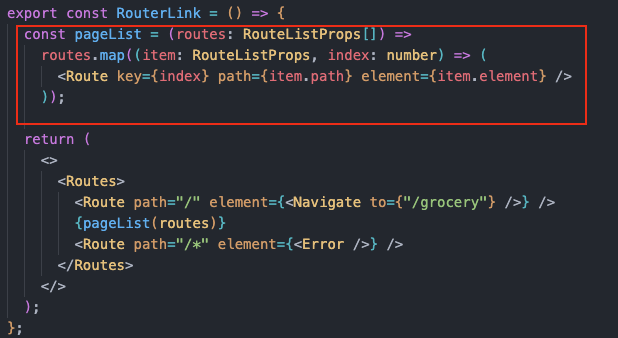 export const RouterLink = () => {
  const pageList = (routes: RouteListProps[]) =>
    routes.map((item: RouteListProps, index: number) => (
      <Route key={index} path={item.path} element={item.element} />
    ));
  return (
    <>
      <Routes>
        <Route path="/" element={<Navigate to={"/grocery"} />} />
        {pageList(routes)}
        <Route path="/*" element={<Error />} />
      </Routes>
    </>
  );
};